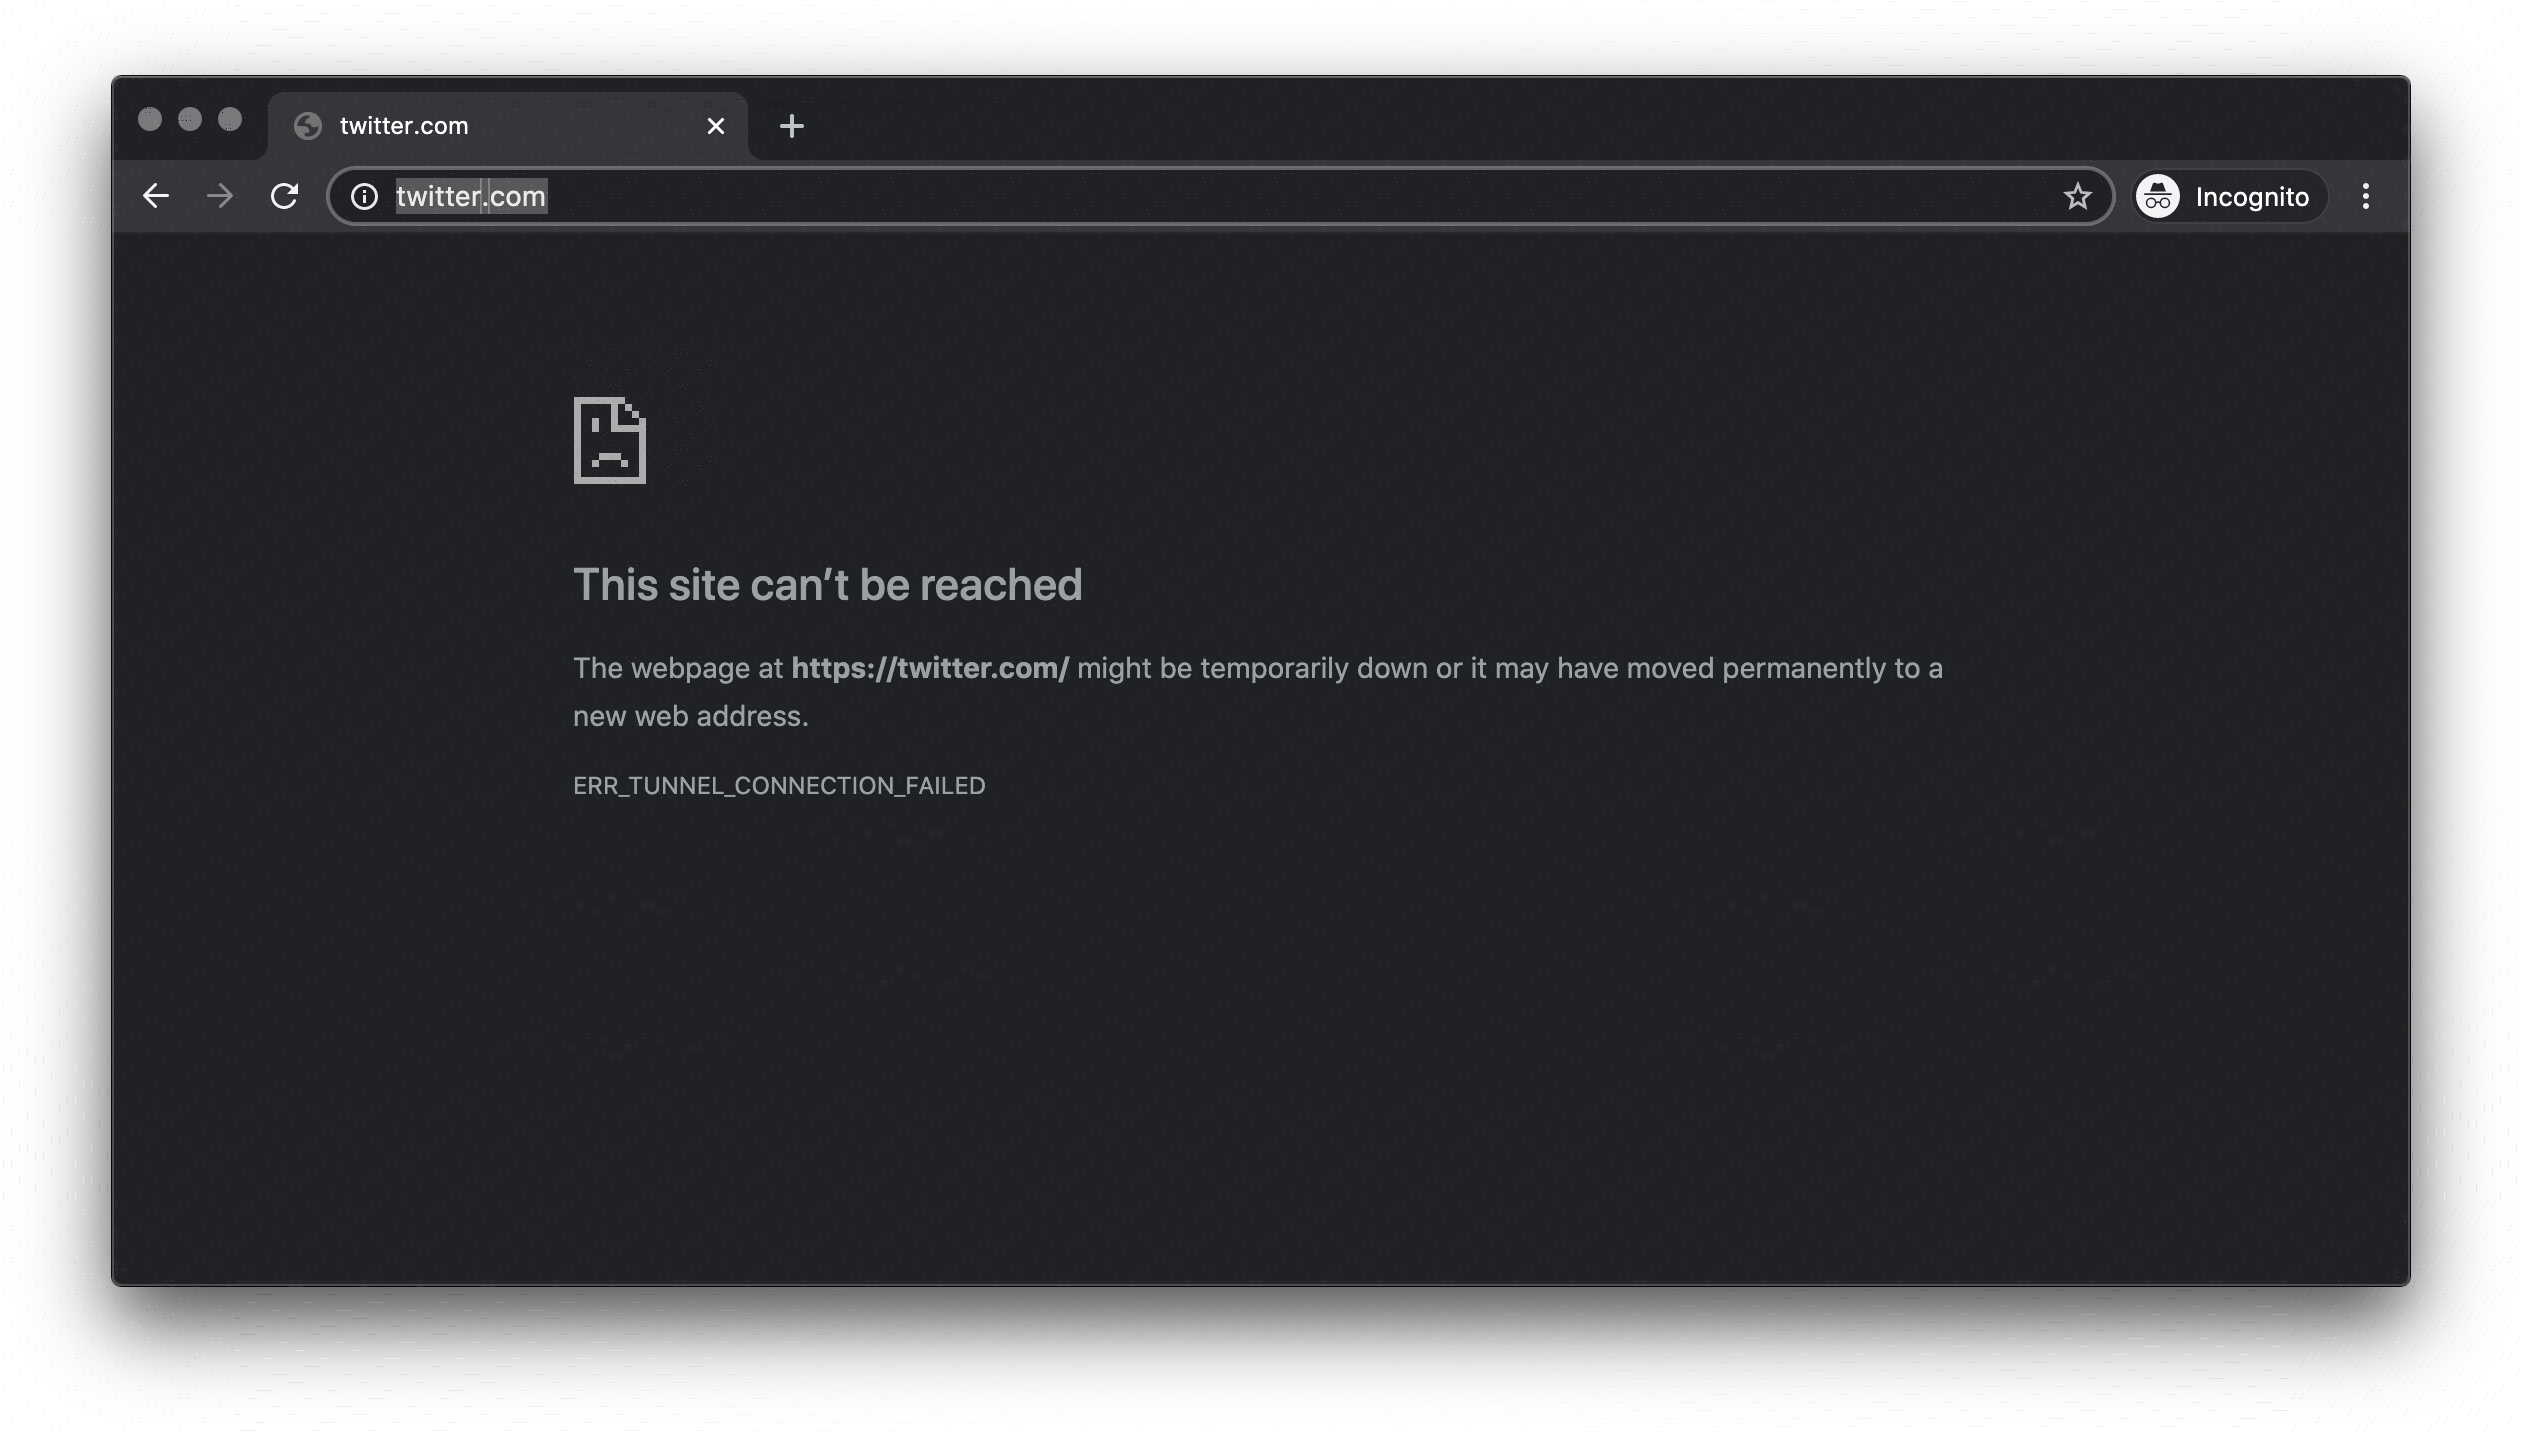 twitter.com
twitter.com
Incognito
This site can’t be reached
The webpage at https://twitter.com/ might be temporarily down or it may have moved permanently to a
new web address.
ERR_TUNNEL_CONNECTION_FAILED